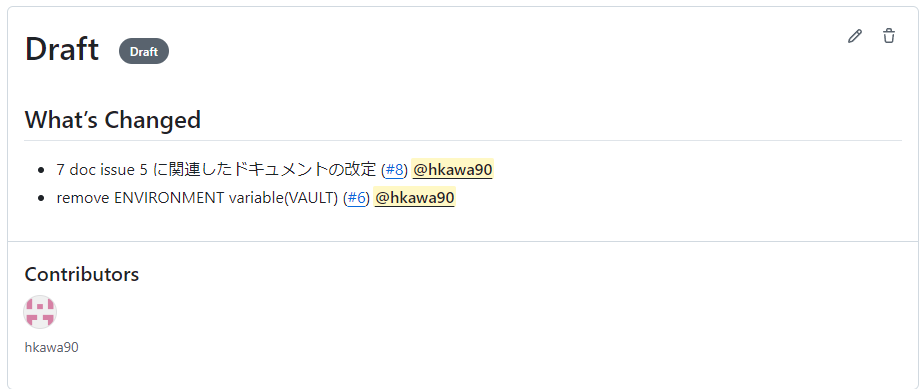 Draft Draft
What's Changed
7 doc issue 5 に関連したドキュメントの改定 (#8) @hkawa90
remove ENVIRONMENT variable(VAULT) (#6) @hkawa90
Contributors
hkawa90